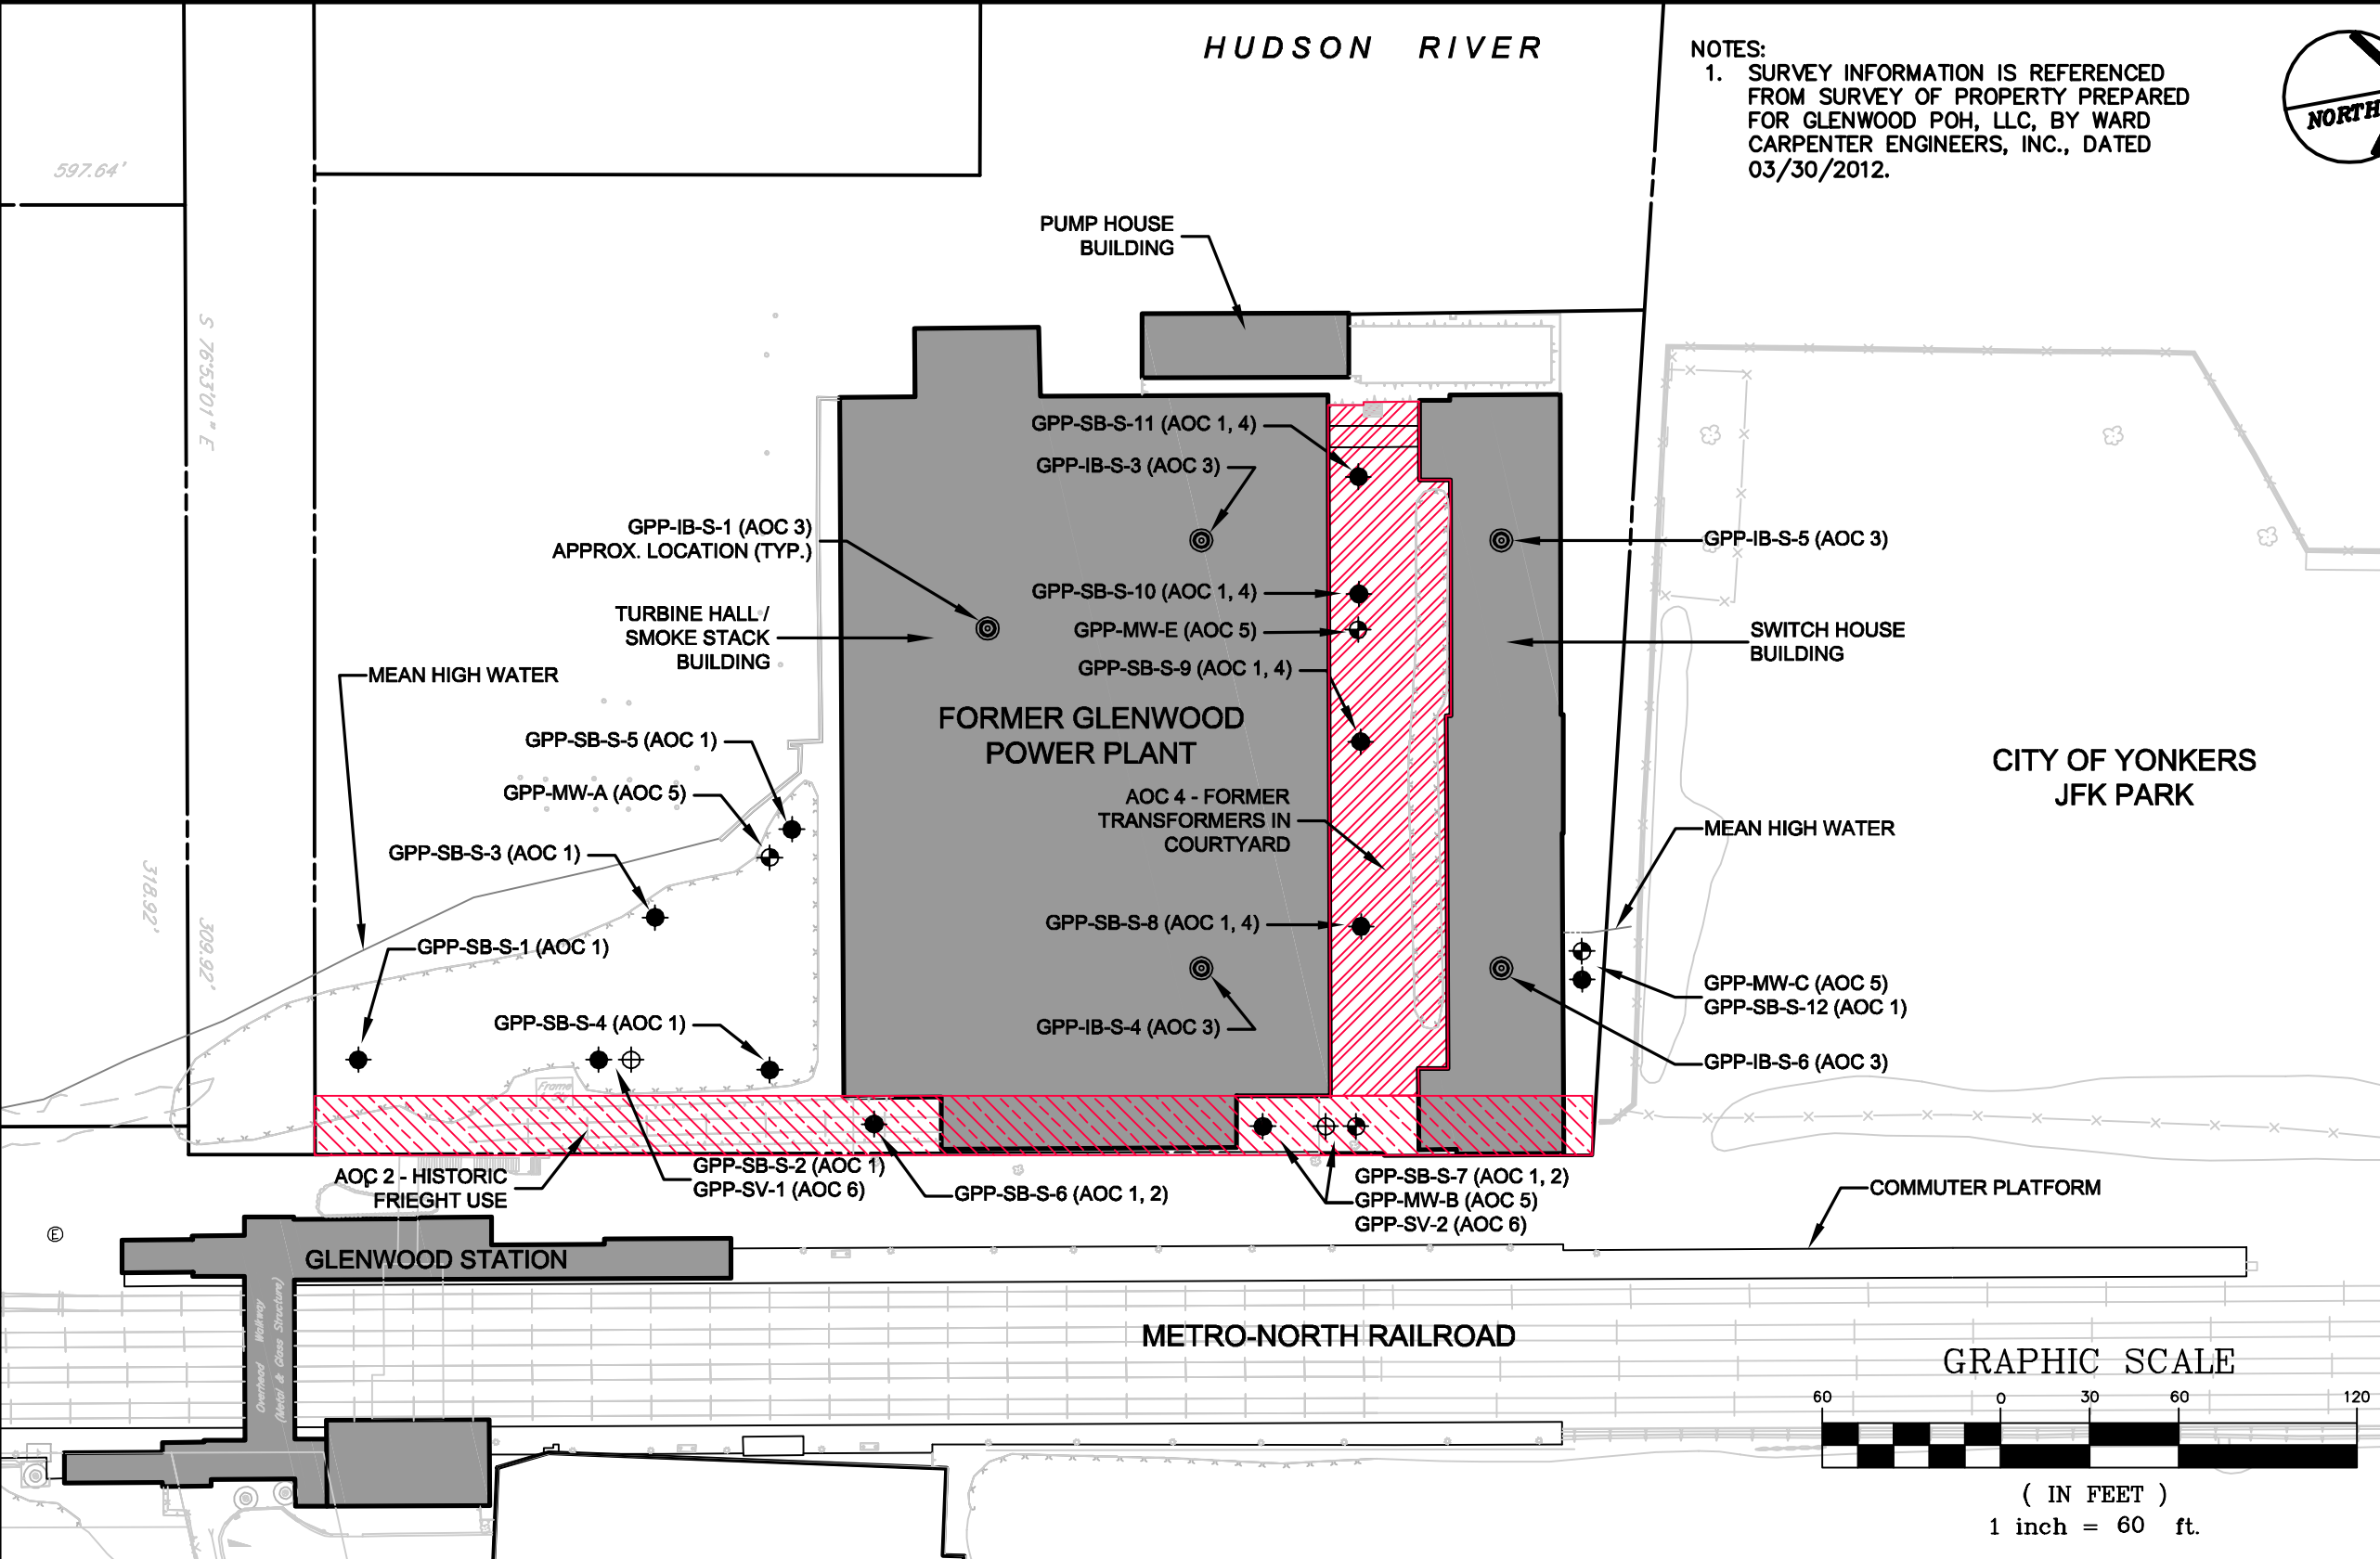 HUDSON RIVER
NOTES:
1. SURVEY INFORMATION IS REFERENCED
FROM SURVEY OF PROPERTY PREPARED
FOR GLENWOOD POH, LLC, BY WARD
CARPENTER ENGINEERS, INC., DATED
03/30/2012.
NORTH
597.64'
S 76°53'01" E
PUMP HOUSE
BUILDING
GPP-SB-S-11 (AOC 1, 4)
GPP-IB-S-3 (AOC 3)
GPP-IB-S-1 (AOC 3)
APPROX. LOCATION (TYP.)
GPP-IB-S-5 (AOC 3)
GPP-SB-S-10 (AOC 1, 4)
TURBINE HALL /
SMOKE STACK
BUILDING
GPP-MW-E (AOC 5)
SWITCH HOUSE
BUILDING
GPP-SB-S-9 (AOC 1, 4)
MEAN HIGH WATER
FORMER GLENWOOD
POWER PLANT
GPP-SB-S-5 (AOC 1)
CITY OF YONKERS
JFK PARK
GPP-MW-A (AOC 5)
AOC 4 - FORMER
TRANSFORMERS IN
COURTYARD
MEAN HIGH WATER
GPP-SB-S-3 (AOC 1)
318.92'
309.92'
GPP-SB-S-8 (AOC 1, 4)
GPP-SB-S-1 (AOC 1)
GPP-MW-C (AOC 5)
GPP-SB-S-12 (AOC 1)
GPP-SB-S-4 (AOC 1)
GPP-IB-S-4 (AOC 3)
GPP-IB-S-6 (AOC 3)
Frame
AOC 2 - HISTORIC
FRIEGHT USE
GPP-SB-S-2 (AOC 1)
GPP-SV-1 (AOC 6)
GPP-SB-S-6 (AOC 1, 2)
GPP-SB-S-7 (AOC 1, 2)
GPP-MW-B (AOC 5)
GPP-SV-2 (AOC 6)
COMMUTER PLATFORM
E
GLENWOOD STATION
Overhead Walkway
(Metal & Glass Structure)
METRO-NORTH RAILROAD
GRAPHIC SCALE
60 0 30 60 120
( IN FEET )
1 inch = 60 ft.